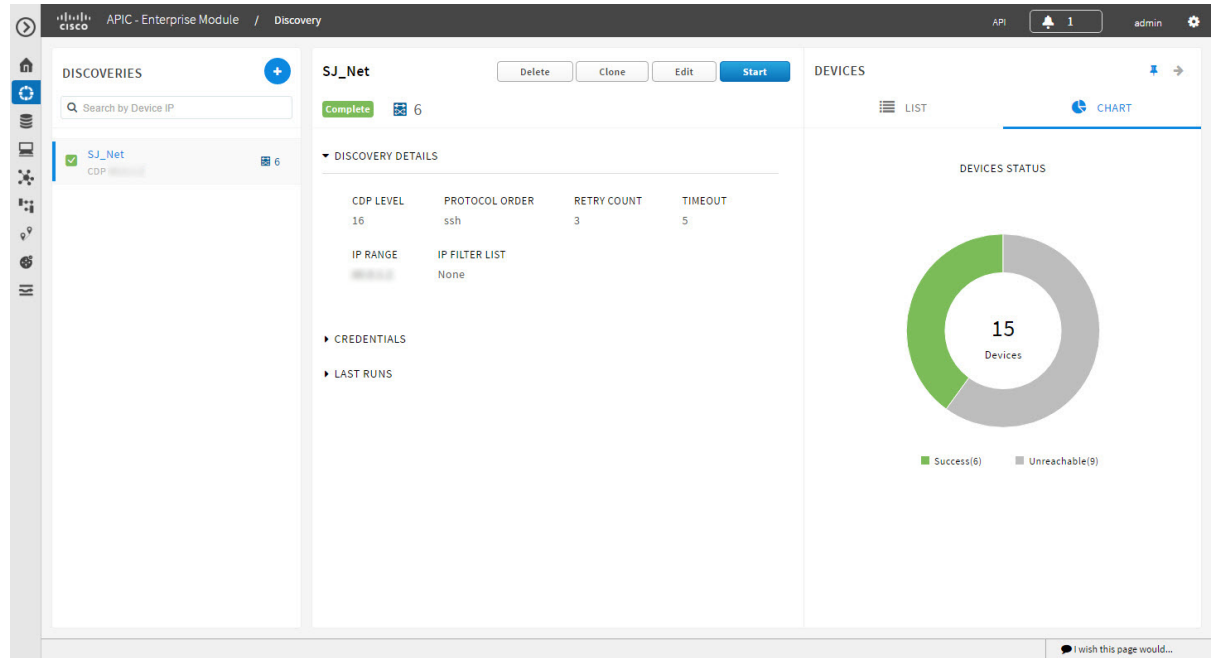 cisco APIC - Enterprise Module / Discovery
API 1 admin
DISCOVERIES
Search by Device IP
SJ_Net
CDP
6
SJ_Net
Delete Clone Edit Start
Complete 6
DISCOVERY DETAILS
CDP LEVEL PROTOCOL ORDER RETRY COUNT TIMEOUT
16 ssh 3 5
IP RANGE IP FILTER LIST
None
CREDENTIALS
LAST RUNS
DEVICES
LIST CHART
DEVICES STATUS
15
Devices
Success(6) Unreachable(9)
I wish this page would...